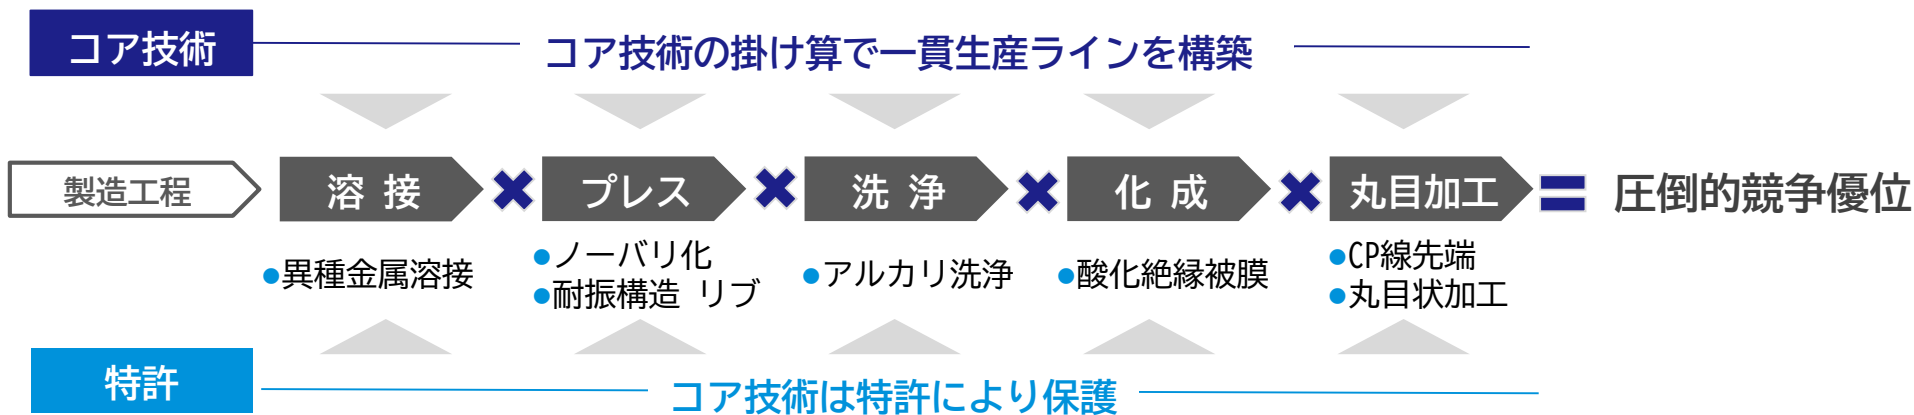 コア技術
コア技術の掛け算で一貫生産ラインを構築
製造工程
溶 接
プレス
洗 浄
化 成
丸目加工
圧倒的競争優位
●異種金属溶接
●ノーバリ化
●耐振構造 リブ
●アルカリ洗浄
●酸化絶縁被膜
●CP線先端
●丸目状加工
特許
コア技術は特許により保護